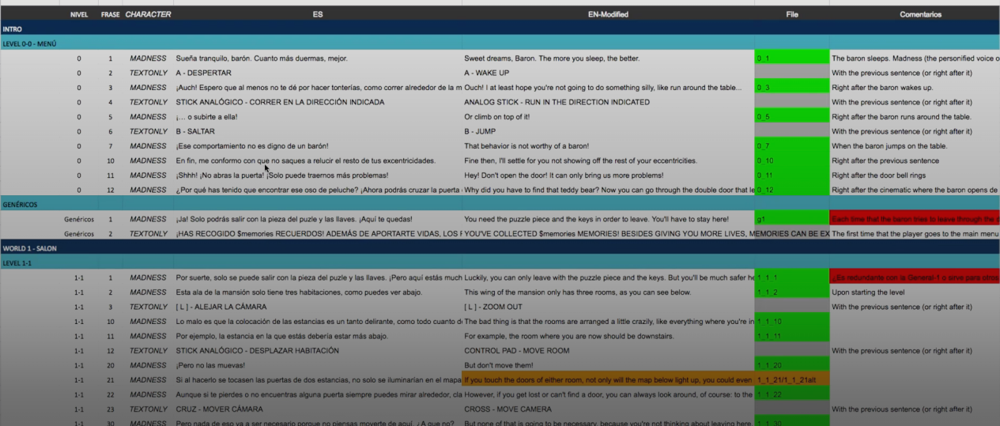 NIVEL FRASE CHARACTER ES EN-Modified File Comentarios
INTRO
LEVEL 0-0 - MENÚ
0 1 MADNESS Sueña tranquilo, barón. Cuanto más duermas, mejor. Sweet dreams, Baron. The more you sleep, the better. 0_1 The baron sleeps. Madness (the personified voice o
0 2 TEXTONLY A - DESPERTAR A - WAKE UP With the previous sentence (or right after it)
0 3 MADNESS ¡Auch! Espero que al menos no te dé por hacer tonterías, como correr alrededor de la m Ouch! I at least hope you're not going to do something silly, like run around the table... 0_3 Right after the baron wakes up.
0 4 TEXTONLY STICK ANALÓGICO - CORRER EN LA DIRECCIÓN INDICADA ANALOG STICK - RUN IN THE DIRECTION INDICATED With the previous sentence (or right after it)
0 5 MADNESS ¡… o subirte a ella! Or climb on top of it! 0_5 Right after the baron runs around the table.
0 6 TEXTONLY B - SALTAR B - JUMP With the previous sentence (or right after it)
0 7 MADNESS ¡Ese comportamiento no es digno de un barón! That behavior is not worthy of a baron! 0_7 When the baron jumps on the table.
0 10 MADNESS En fin, me conformo con que no saques a relucir el resto de tus excentricidades. Fine then, I'll settle for you not showing off the rest of your eccentricities. 0_10 Right after the previous sentence
0 11 MADNESS ¡Shhh! ¡No abras la puerta! ¡Solo puede traernos más problemas! Hey! Don't open the door! It can only bring us more problems! 0_11 Right after the door bell rings
0 12 MADNESS ¿Por qué has tenido que encontrar ese oso de peluche? ¡Ahora podrás cruzar la puerta Why did you have to find that teddy bear? Now you can go through the double door that le 0_12 Right after the cinematic where the baron opens de
GENÉRICOS
Genéricos 1 MADNESS ¡Ja! Solo podrás salir con la pieza del puzle y las llaves. ¡Aquí te quedas! You need the puzzle piece and the keys in order to leave. You'll have to stay here! g1 Each time that the baron tries to leave through the
Genéricos 2 TEXTONLY ¡HAS RECOGIDO $memories RECUERDOS! ADEMÁS DE APORTARTE VIDAS, LOS YOU'VE COLLECTED $memories MEMORIES! BESIDES GIVING YOU MORE LIVES, MEMORIES CAN BE EX The first time that the player goes to the main menu
WORLD 1 - SALON
LEVEL 1-1
1-1 1 MADNESS Por suerte, solo se puede salir con la pieza del puzle y las llaves. ¡Pero aquí estás much Luckily, you can only leave with the puzzle piece and the keys. But you'll be much safer he 1_1_1 ¿Es redundante con la General-1 o sirve para otros
1-1 2 MADNESS Esta ala de la mansión solo tiene tres habitaciones, como puedes ver abajo. This wing of the mansion only has three rooms, as you can see below. 1_1_2 Upon starting the level
1-1 3 TEXTONLY [ L ] - ALEJAR LA CÁMARA [ L ] - ZOOM OUT With the previous sentence (or right after it)
1-1 10 MADNESS Lo malo es que la colocación de las estancias es un tanto delirante, como todo cuanto d The bad thing is that the rooms are arranged a little crazily, like everything where you're in 1_1_10
1-1 11 MADNESS Por ejemplo, la estancia en la que estás debería estar más abajo. For example, the room where you are now should be downstairs. 1_1_11
1-1 12 TEXTONLY STICK ANALÓGICO - DESPLAZAR HABITACIÓN CONTROL PAD - MOVE ROOM With the previous sentence (or right after it)
1-1 20 MADNESS ¡Pero no las muevas! But don't move them! 1_1_20
1-1 21 MADNESS Si al hacerlo se tocasen las puertas de dos estancias, no solo se iluminarían en el mapa If you touch the doors of either room, not only will the map below light up, you could even 1_1_21/1_1_21alt
1-1 22 MADNESS Aunque si te pierdes o no encuentras alguna puerta siempre puedes mirar alrededor, cla However, if you get lost or can't find a door, you can always look around, of course: to the 1_1_22
1-1 23 TEXTONLY CRUZ - MOVER CÁMARA CROSS - MOVE CAMERA With the previous sentence (or right after it)
1-1 30 MADNESS Pero nada de eso va a ser necesario porque no piensas moverte de aquí. ¿A que no? But none of that is going to be necessary, because you're not thinking about leaving here. 1_1_30